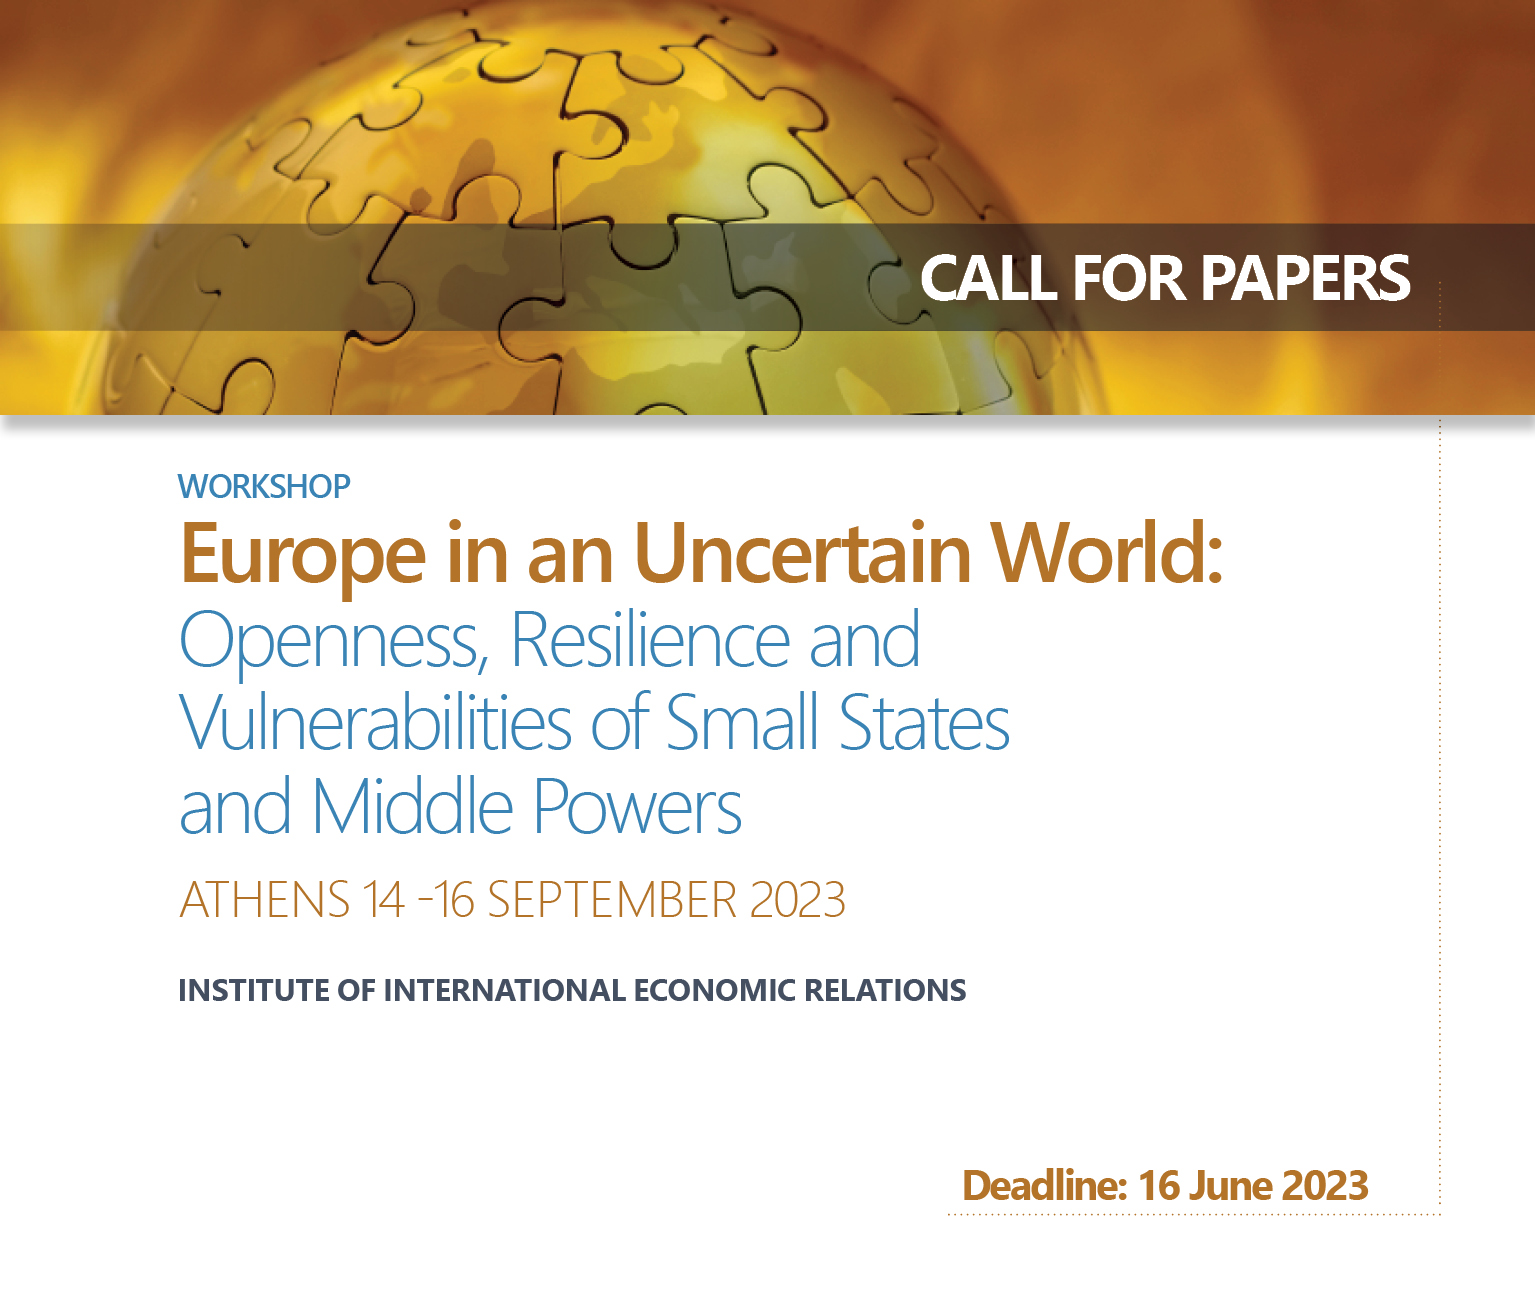 CALL FOR PAPERS
WORKSHOP
Europe in an Uncertain World:
Openness, Resilience and
Vulnerabilities of Small States
and Middle Powers
ATHENS 14 -16 SEPTEMBER 2023
INSTITUTE OF INTERNATIONAL ECONOMIC RELATIONS
Deadline: 16 June 2023